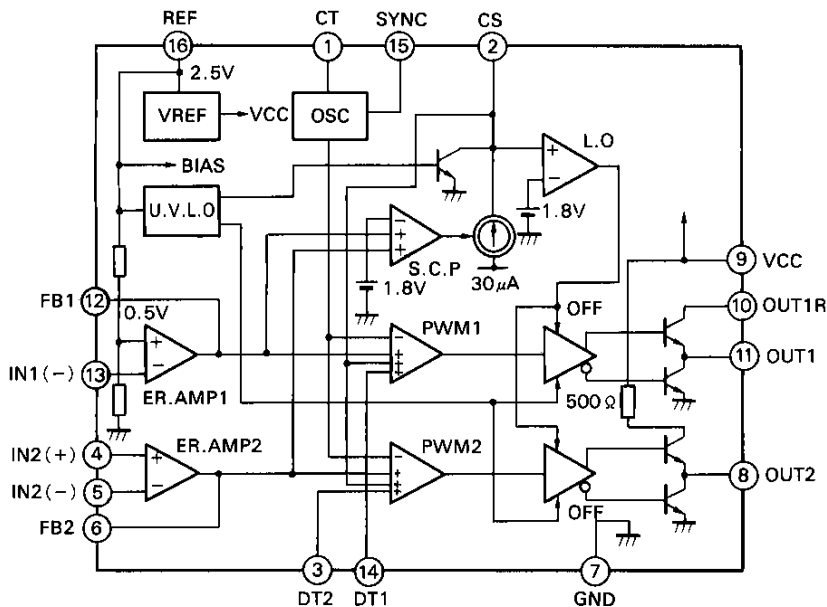 REF CT SYNC CS
16 1 15 2
2.5V
VREF VCC OSC L.O
BIAS
U.V.L.O
+
−
1.8V
−
+
+
S.C.P
1.8V
30μA
9 VCC
FB1 12
OFF
10 OUT1R
0.5V
+
−
PWM1
−
+
+
+
11 OUT1
IN1(−) 13
ER.AMP1
500Ω
IN2(+) 4
ER.AMP2
+
−
PWM2
−
+
+
+
8 OUT2
IN2(−) 5
OFF
FB2 6
3 14 7
DT2 DT1 GND